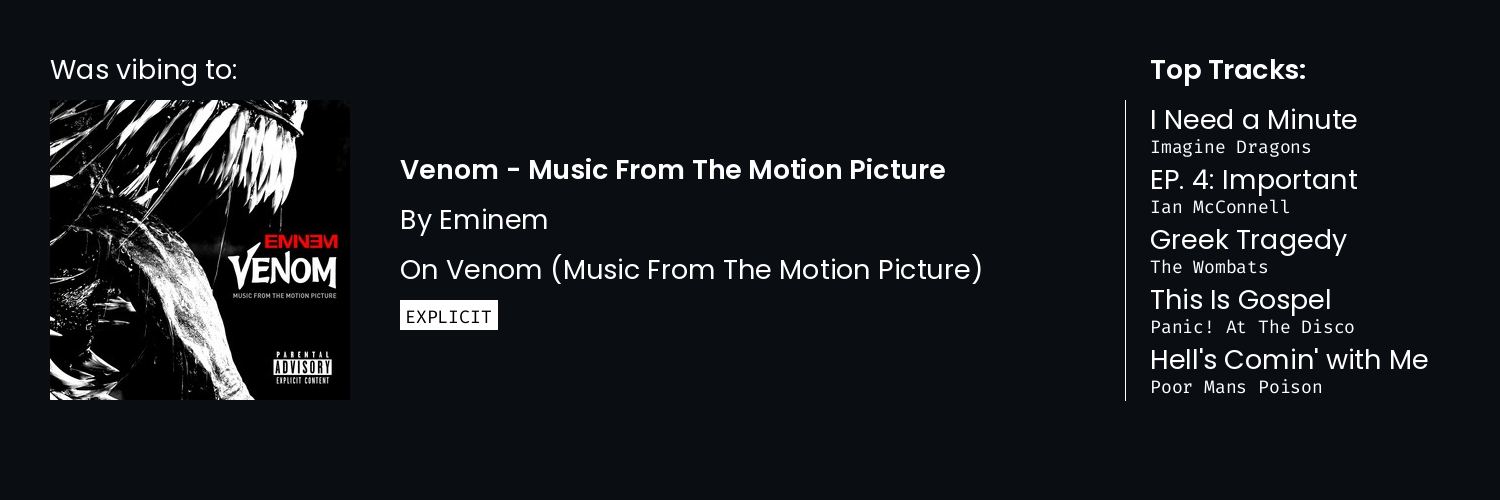 Was vibing to:
EMINEM
VENOM
MUSIC FROM THE MOTION PICTURE
PARENTAL
ADVISORY
EXPLICIT CONTENT
Venom - Music From The Motion Picture
By Eminem
On Venom (Music From The Motion Picture)
EXPLICIT
Top Tracks:
I Need a Minute
Imagine Dragons
EP. 4: Important
Ian McConnell
Greek Tragedy
The Wombats
This Is Gospel
Panic! At The Disco
Hell's Comin' with Me
Poor Mans Poison